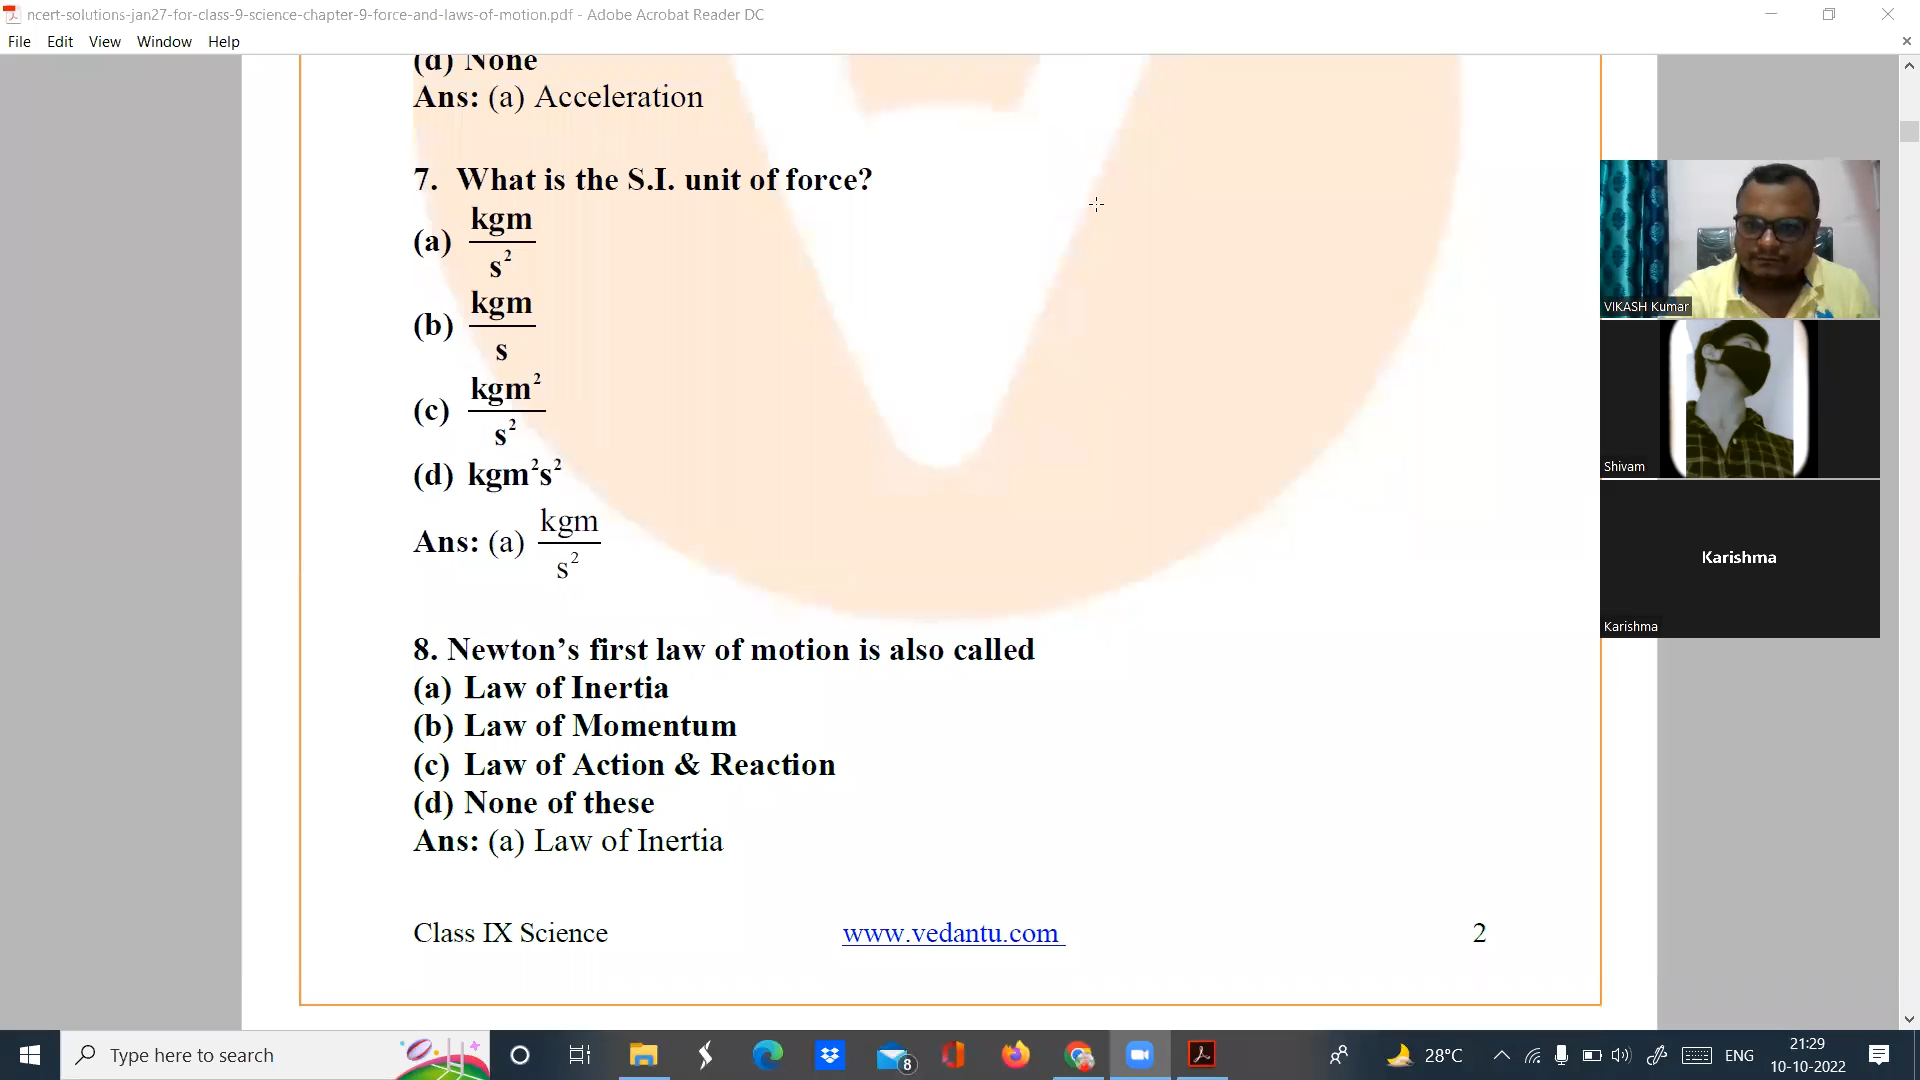 ncert-solutions-jan27-for-class-9-science-chapter-9-force-and-laws-of-motion.pdf - Adobe Acrobat Reader DC
File Edit View Window Help
(d) None
Ans: (a) Acceleration
7. What is the S.I. unit of force?
(a) kgm/s²
(b) kgm/s
(c) kgm²/s²
(d) kgm²s²
Ans: (a) kgm/s²
8. Newton’s first law of motion is also called
(a) Law of Inertia
(b) Law of Momentum
(c) Law of Action & Reaction
(d) None of these
Ans: (a) Law of Inertia
Class IX Science www.vedantu.com 2
VIKASH Kumar
Shivam
Karishma
Karishma
Type here to search
8
28°C
ENG
21:29
10-10-2022